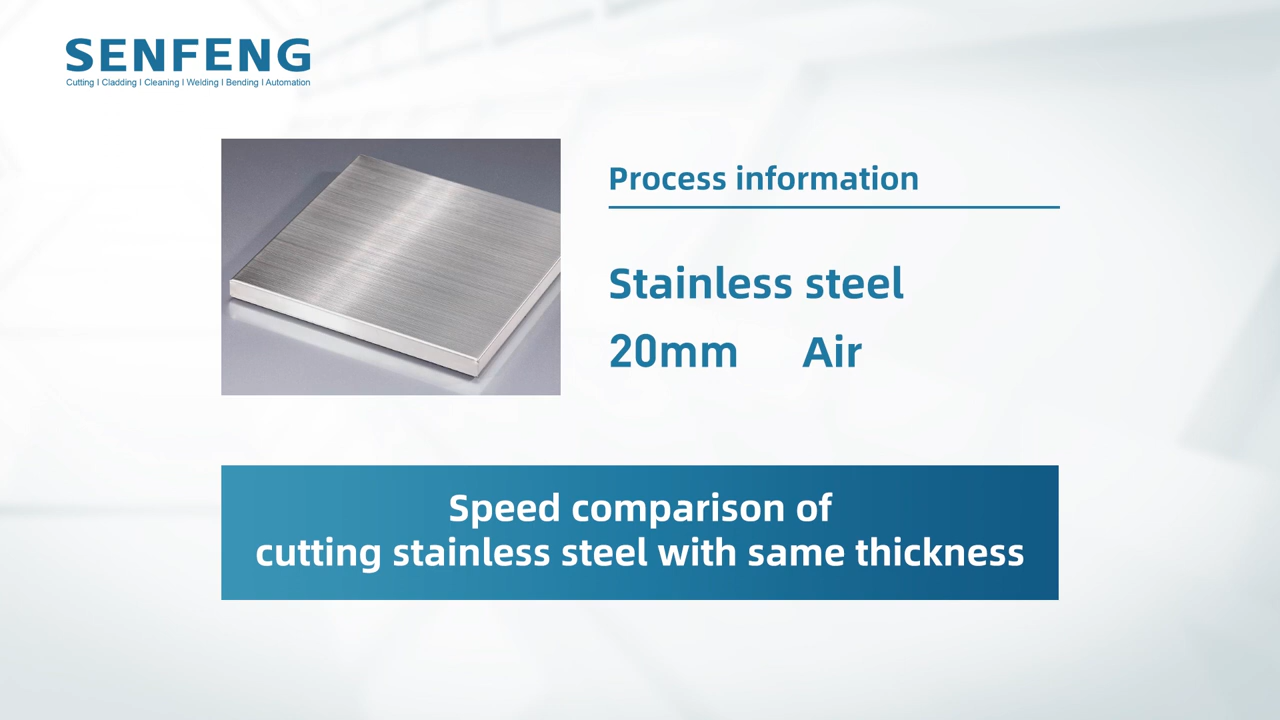 SENFENG
Cutting I Cladding I Cleaning I Welding I Bending I Automation
Process information
Stainless steel
20mm Air
Speed comparison of
cutting stainless steel with same thickness